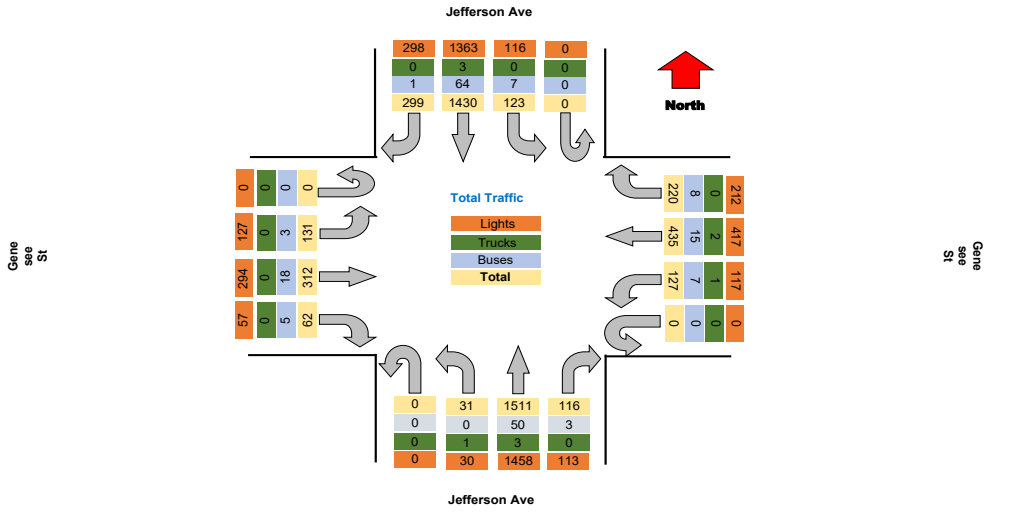 Jefferson Ave
298 1363 116 0
0 3 0 0
1 64 7 0
299 1430 123 0
North
0 0 0 0
127 0 3 131
294 0 18 312
57 0 5 62
Gene
see
St
Total Traffic
Lights
Trucks
Buses
Total
220 8 0 212
435 15 2 417
127 7 1 117
0 0 0 0
Gene
see
St
0 31 1511 116
0 0 50 3
0 1 3 0
0 30 1458 113
Jefferson Ave